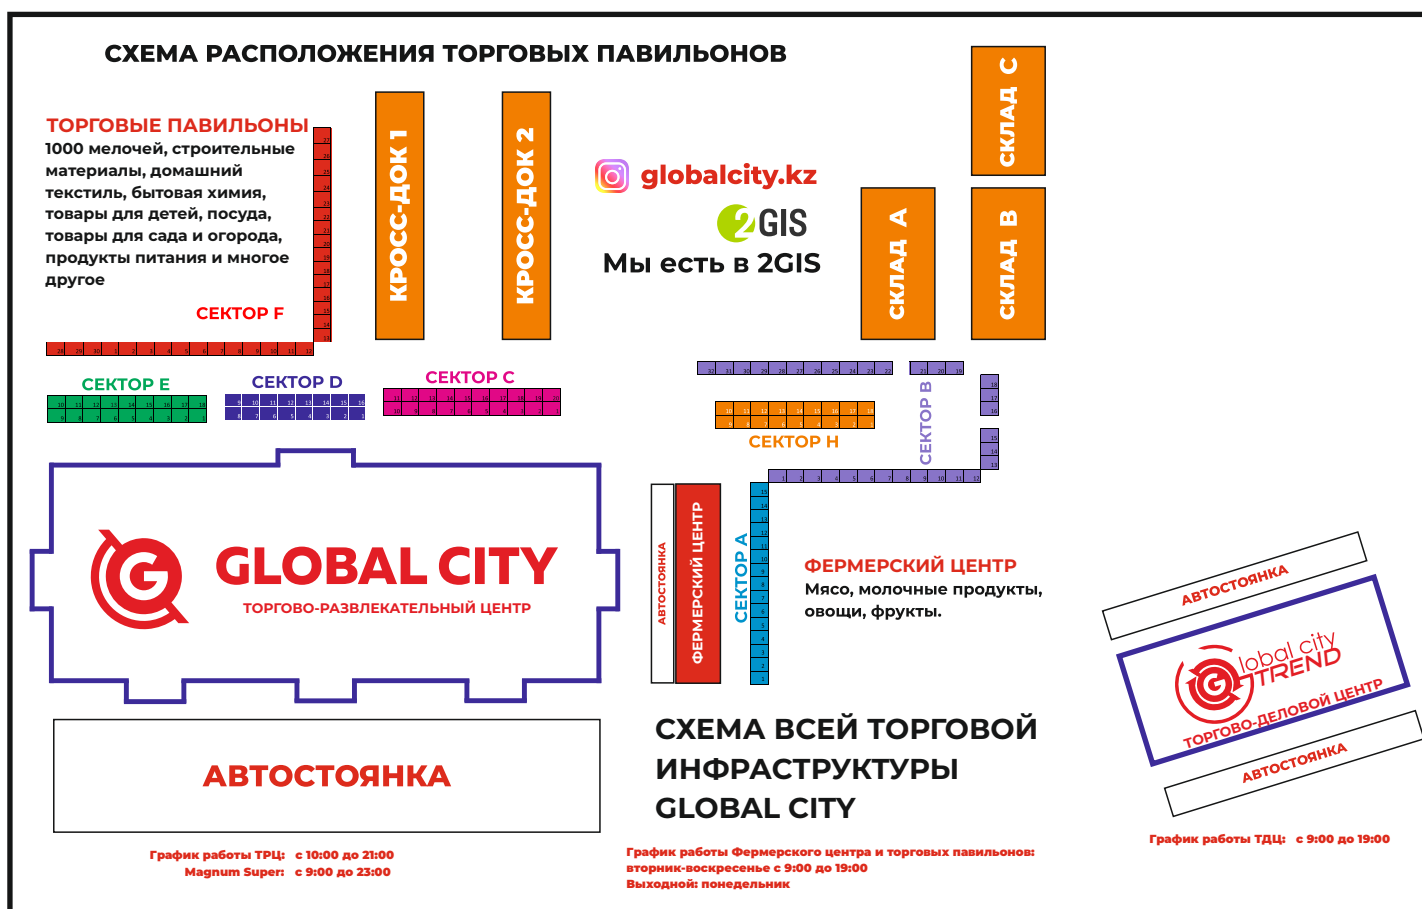 СХЕМА РАСПОЛОЖЕНИЯ ТОРГОВЫХ ПАВИЛЬОНОВ
ТОРГОВЫЕ ПАВИЛЬОНЫ
1000 мелочей, строительные
материалы, домашний
текстиль, бытовая химия,
товары для детей, посуда,
товары для сада и огорода,
продукты питания и многое
другое
СЕКТОР F
КРОСС-ДОК 1
КРОСС-ДОК 2
globalcity.kz
2GIS
Мы есть в 2GIS
СКЛАД А
СКЛАД В
СКЛАД С
СЕКТОР E
СЕКТОР D
СЕКТОР C
СЕКТОР H
СЕКТОР B
СЕКТОР A
GLOBAL CITY
ТОРГОВО-РАЗВЛЕКАТЕЛЬНЫЙ ЦЕНТР
АВТОСТОЯНКА
ФЕРМЕРСКИЙ ЦЕНТР
ФЕРМЕРСКИЙ ЦЕНТР
Мясо, молочные продукты,
овощи, фрукты.
АВТОСТОЯНКА
Global city
TREND
ТОРГОВО-ДЕЛОВОЙ ЦЕНТР
АВТОСТОЯНКА
АВТОСТОЯНКА
СХЕМА ВСЕЙ ТОРГОВОЙ
ИНФРАСТРУКТУРЫ
GLOBAL CITY
График работы ТРЦ: с 10:00 до 21:00
Magnum Super: с 9:00 до 23:00
График работы Фермерского центра и торговых павильонов:
вторник-воскресенье с 9:00 до 19:00
Выходной: понедельник
График работы ТДЦ: с 9:00 до 19:00